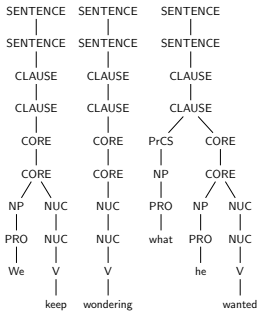 SENTENCE SENTENCE SENTENCE
SENTENCE SENTENCE SENTENCE
CLAUSE CLAUSE CLAUSE
CLAUSE CLAUSE CLAUSE
CORE CORE PrCS CORE
CORE CORE NP CORE
NP NUC NUC PRO NP NUC
PRO NUC NUC what PRO NUC
We V V he V
keep wondering wanted